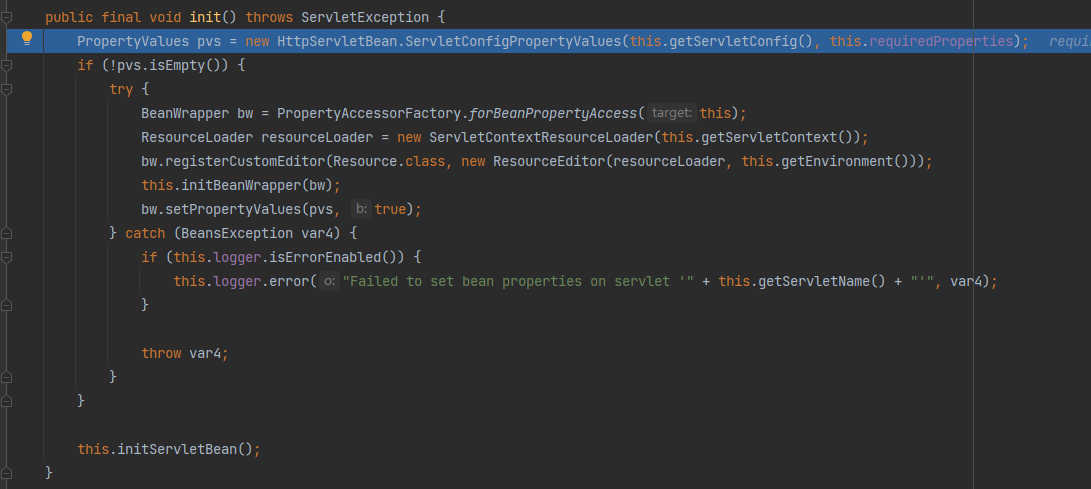 public final void init() throws ServletException {
    PropertyValues pvs = new HttpServletBean.ServletConfigPropertyValues(this.getServletConfig(), this.requiredProperties);
    if (!pvs.isEmpty()) {
        try {
            BeanWrapper bw = PropertyAccessorFactory.forBeanPropertyAccess( target: this);
            ResourceLoader resourceLoader = new ServletContextResourceLoader(this.getServletContext());
            bw.registerCustomEditor(Resource.class, new ResourceEditor(resourceLoader, this.getEnvironment()));
            this.initBeanWrapper(bw);
            bw.setPropertyValues(pvs, b: true);
        } catch (BeansException var4) {
            if (this.logger.isErrorEnabled()) {
                this.logger.error( o: "Failed to set bean properties on servlet '" + this.getServletName() + "'", var4);
            }

            throw var4;
        }
    }

    this.initServletBean();
}